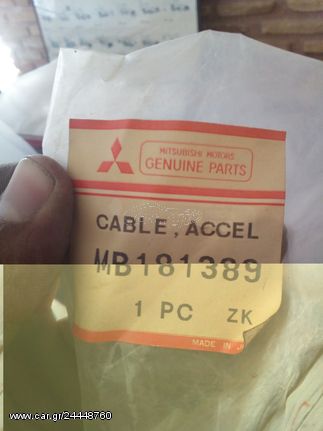 MITSUBISHI MOTORS
GENUINE PARTS
CABLE, ACCEL
MB181389
1 PC ZK
MADE IN
www.car.gr/24448760